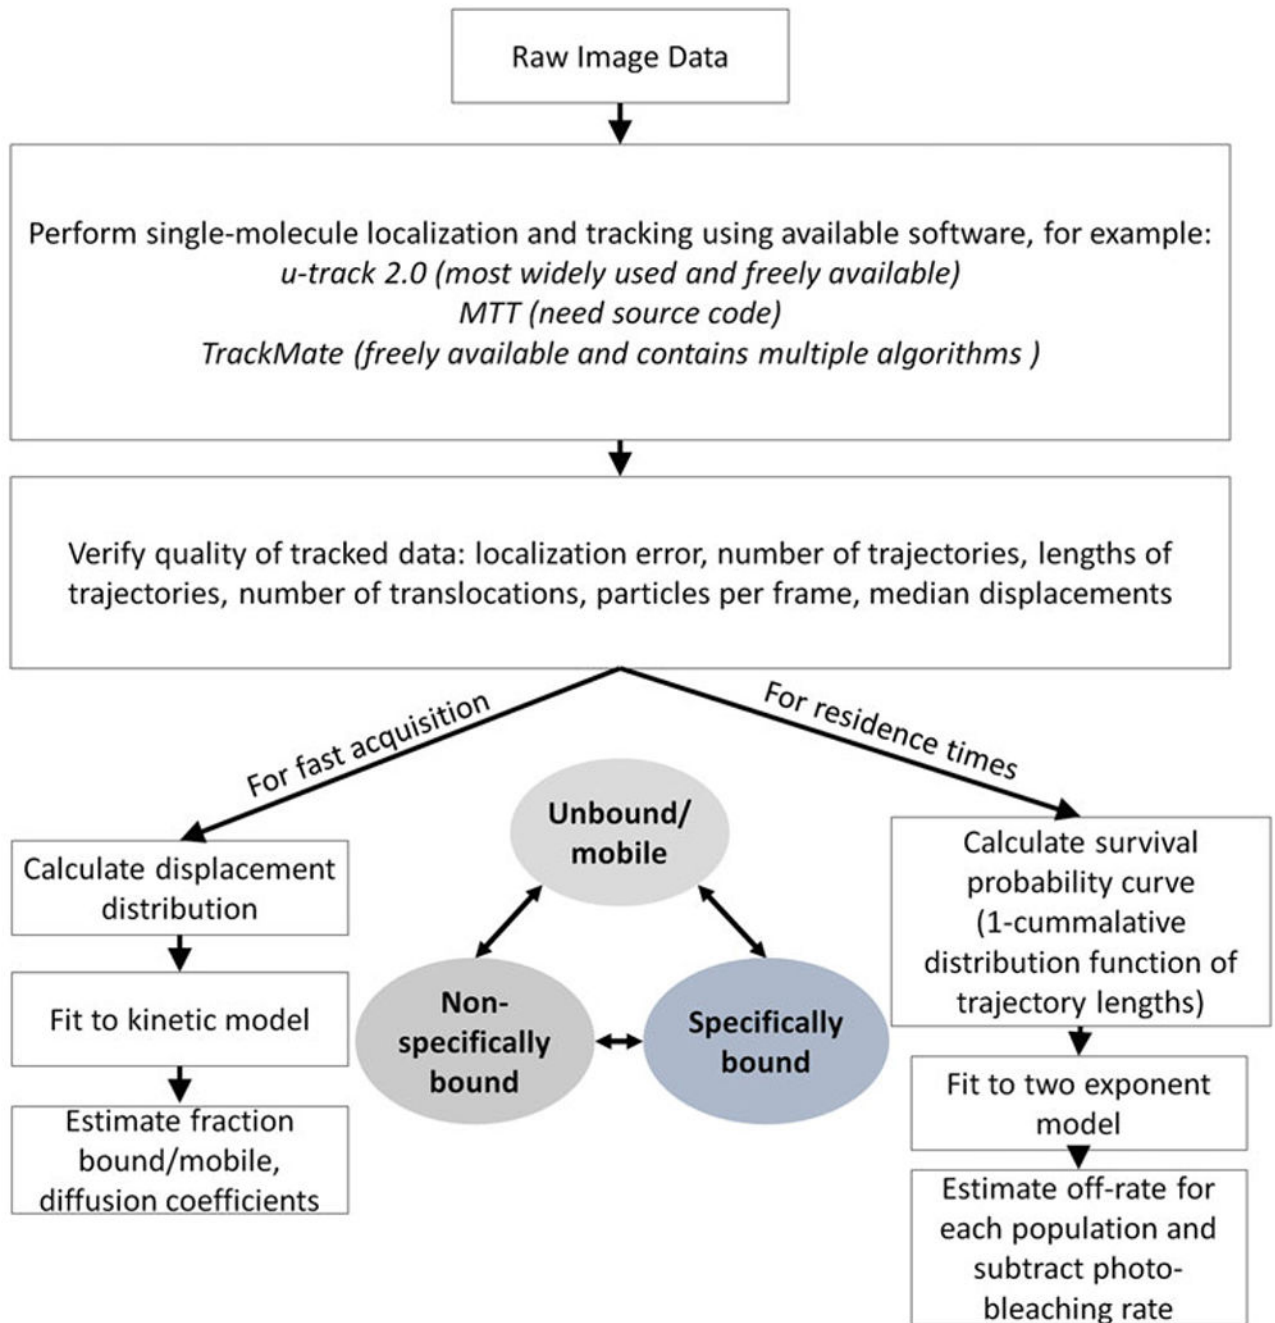 Raw Image Data
Perform single-molecule localization and tracking using available software, for example:
u-track 2.0 (most widely used and freely available)
MTT (need source code)
TrackMate (freely available and contains multiple algorithms )
Verify quality of tracked data: localization error, number of trajectories, lengths of
trajectories, number of translocations, particles per frame, median displacements
For fast acquisition
For residence times
Calculate displacement
distribution
Fit to kinetic model
Estimate fraction
bound/mobile,
diffusion coefficients
Unbound/
mobile
Non-
specifically
bound
Specifically
bound
Calculate survival
probability curve
(1-cummalative
distribution function of
trajectory lengths)
Fit to two exponent
model
Estimate off-rate for
each population and
subtract photo-
bleaching rate